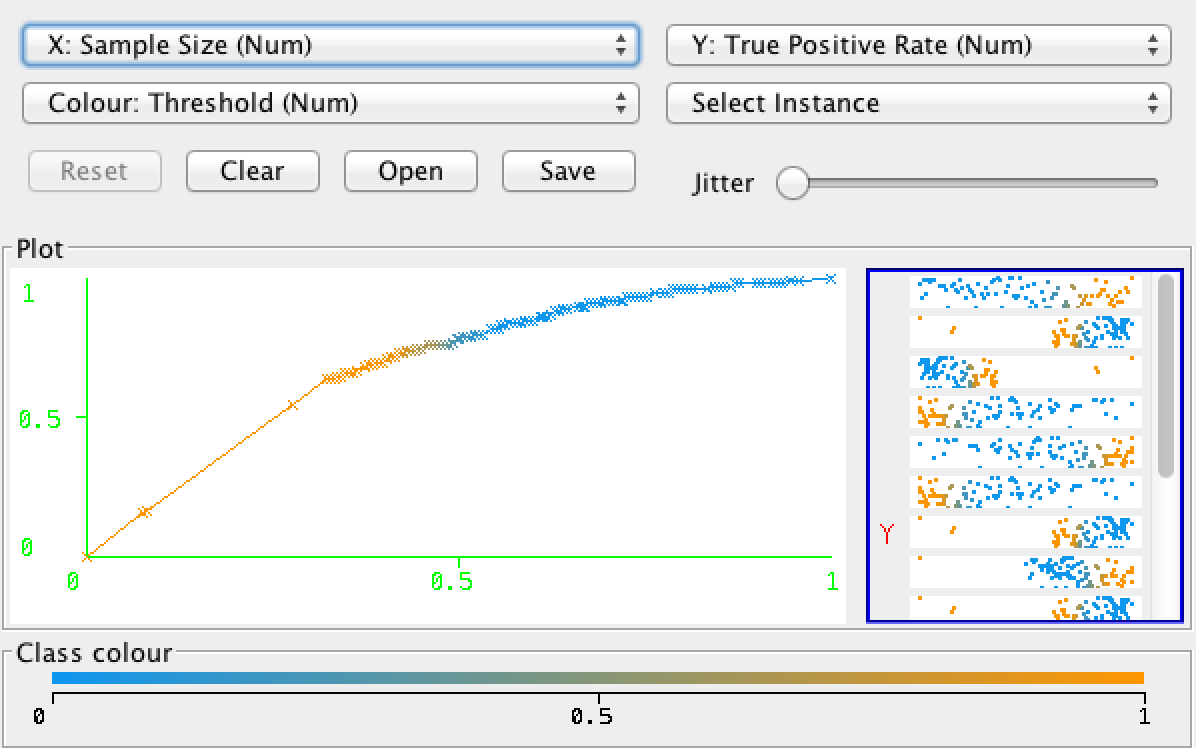 X: Sample Size (Num)
Y: True Positive Rate (Num)
Colour: Threshold (Num)
Select Instance
Reset
Clear
Open
Save
Jitter
Plot
1
0.5
0
0
0.5
1
Y
Class colour
0
0.5
1